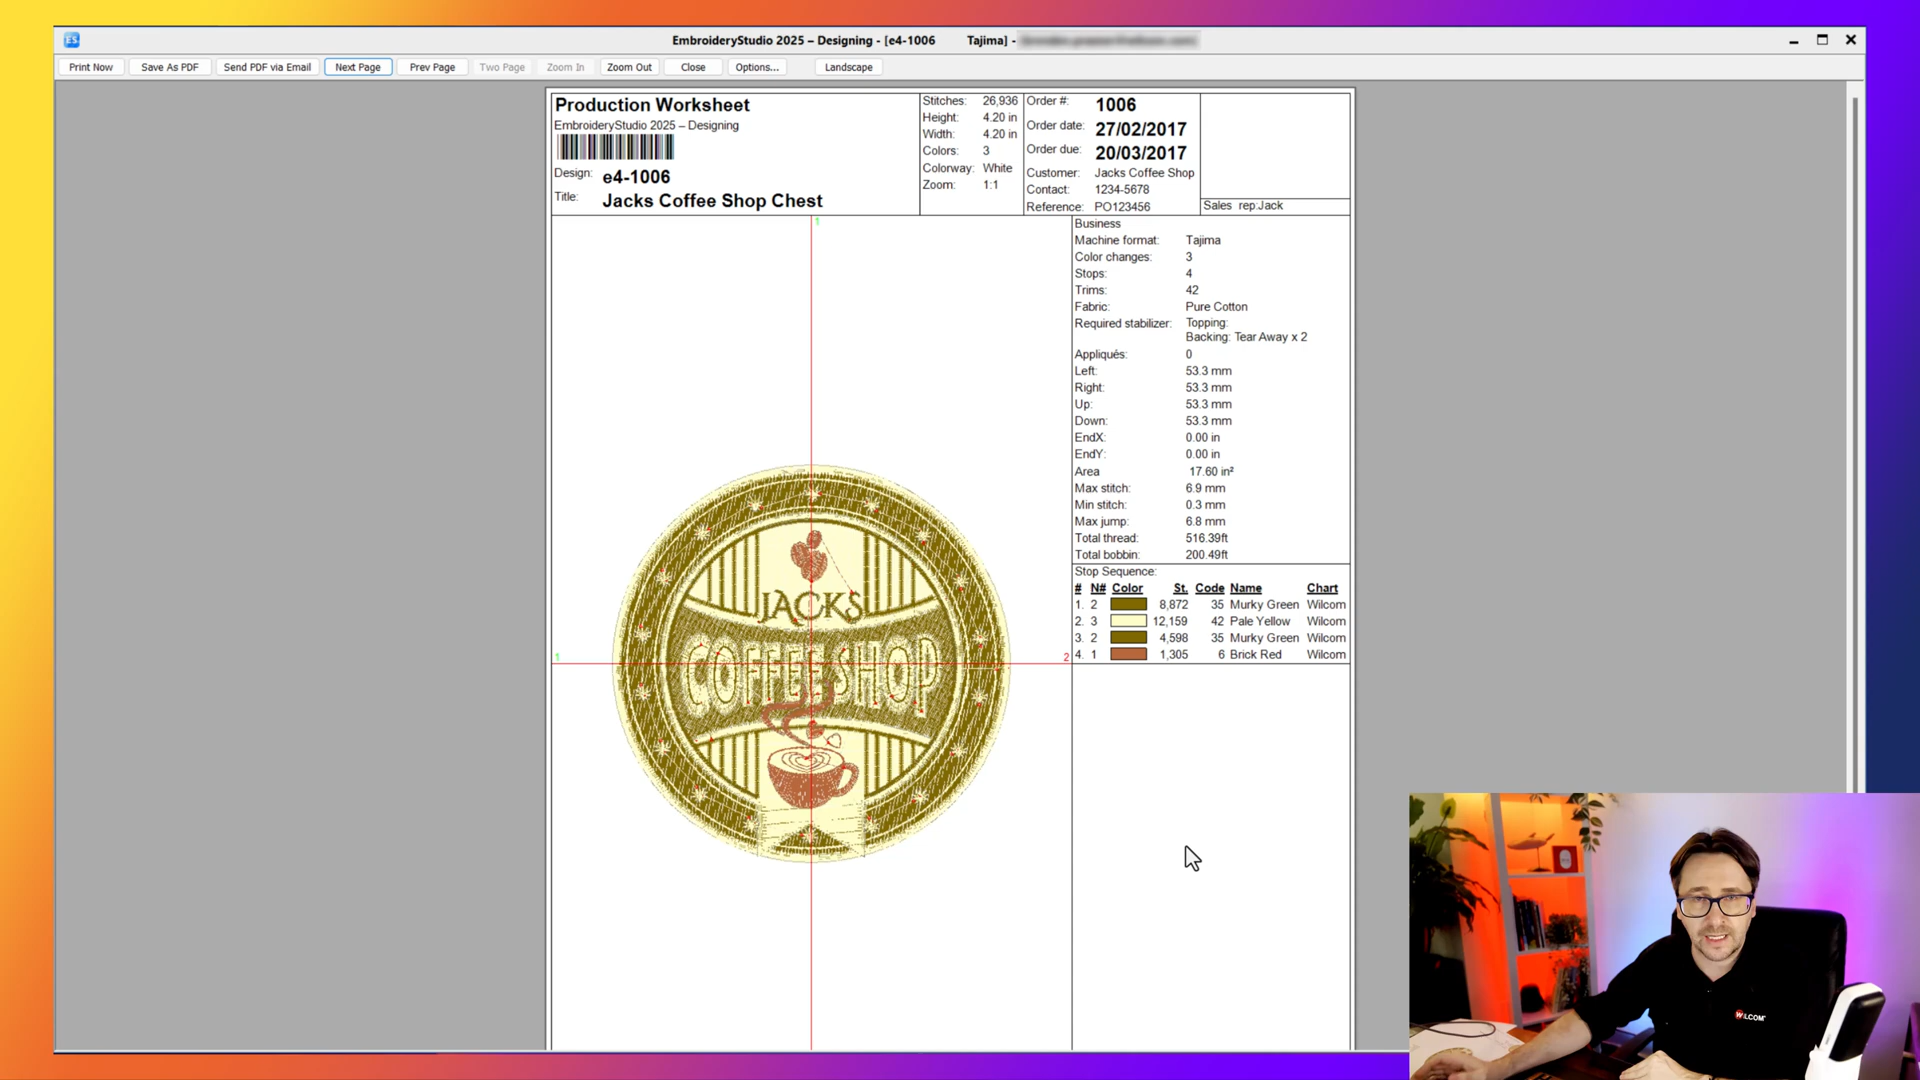 ES
EmbroideryStudio 2025 – Designing - [e4-1006 Tajima] -
Print Now Save As PDF Send PDF via Email Next Page Prev Page Two Page Zoom In Zoom Out Close Options... Landscape
Production Worksheet
EmbroideryStudio 2025 – Designing
Design: e4-1006
Title: Jacks Coffee Shop Chest
Stitches: 26,936
Height: 4.20 in
Width: 4.20 in
Colors: 3
Colorway: White
Zoom: 1:1
Order #: 1006
Order date: 27/02/2017
Order due: 20/03/2017
Customer: Jacks Coffee Shop
Contact: 1234-5678
Reference: PO123456
Sales rep:Jack
1
1
2
JACKS
COFFEE SHOP
Business
Machine format: Tajima
Color changes: 3
Stops: 4
Trims: 42
Fabric: Pure Cotton
Required stabilizer: Topping:
Backing: Tear Away x 2
Appliqués: 0
Left: 53.3 mm
Right: 53.3 mm
Up: 53.3 mm
Down: 53.3 mm
EndX: 0.00 in
EndY: 0.00 in
Area 17.60 in²
Max stitch: 6.9 mm
Min stitch: 0.3 mm
Max jump: 6.8 mm
Total thread: 516.39ft
Total bobbin: 200.49ft
Stop Sequence:
# N# Color St. Code Name Chart
1. 2 8,872 35 Murky Green Wilcom
2. 3 12,159 42 Pale Yellow Wilcom
3. 2 4,598 35 Murky Green Wilcom
4. 1 1,305 6 Brick Red Wilcom
WILCOM